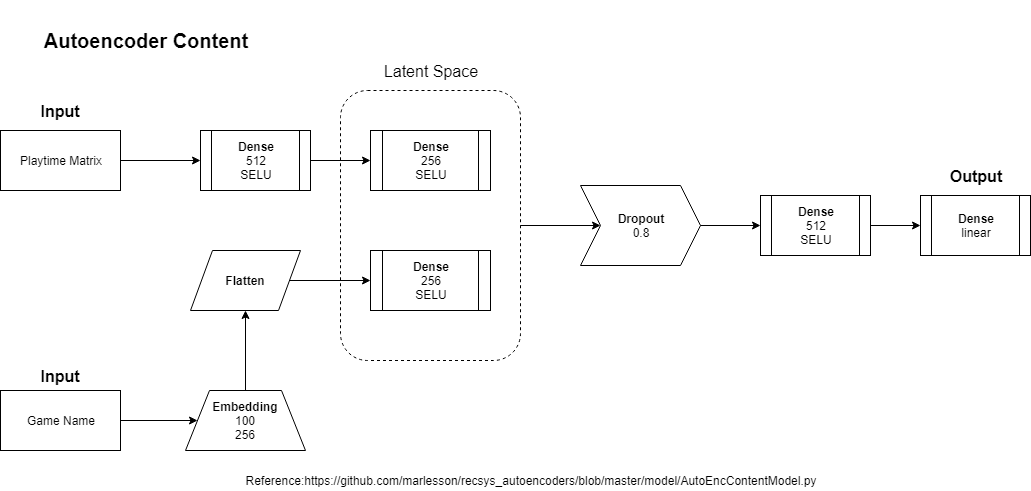 Autoencoder Content
Latent Space
Input
Playtime Matrix
Dense
512
SELU
Dense
256
SELU
Output
Dropout
0.8
Dense
512
SELU
Dense
linear
Flatten
Dense
256
SELU
Input
Game Name
Embedding
100
256
Reference:https://github.com/marlesson/recsys_autoencoders/blob/master/model/AutoEncContentModel.py